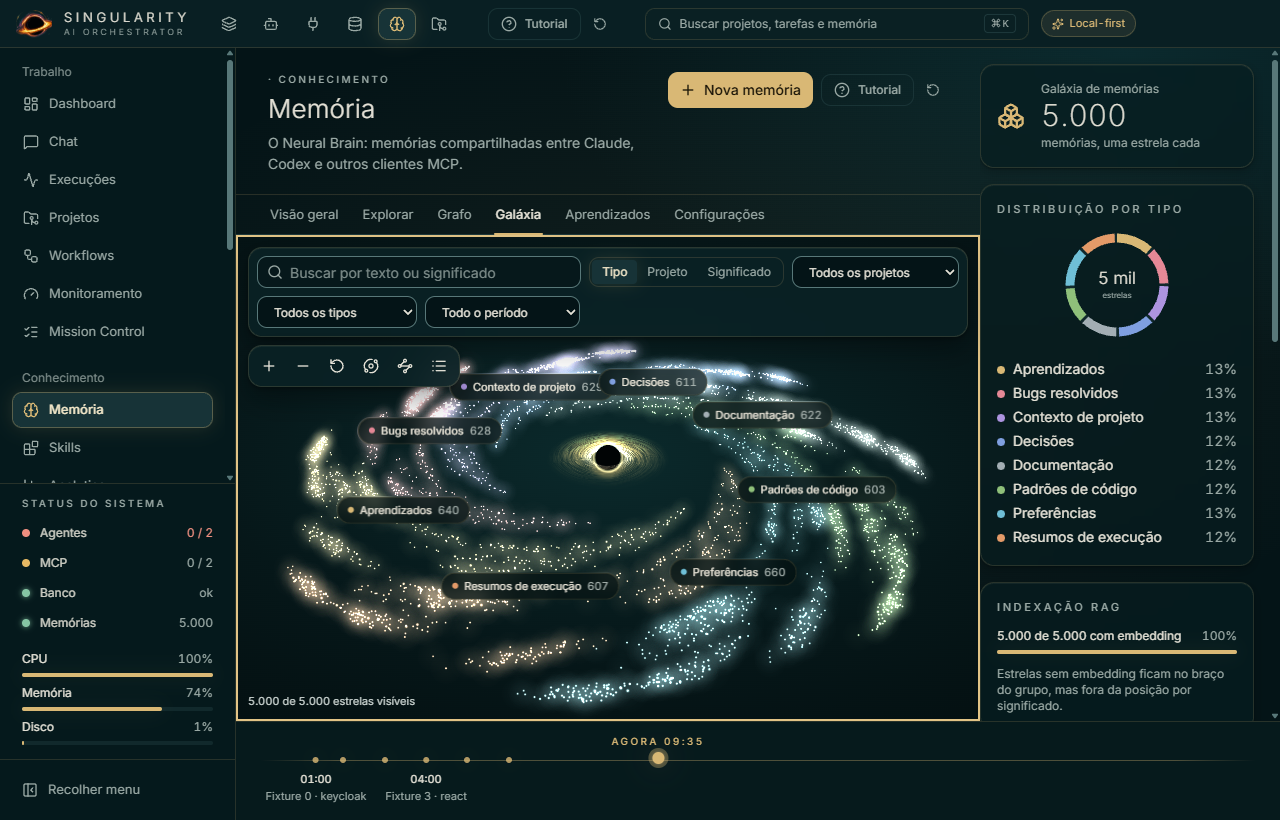 SINGULARITY
AI ORCHESTRATOR
Tutorial
Buscar projetos, tarefas e memória
⌘K
Local-first
Trabalho
Dashboard
Chat
Execuções
Projetos
Workflows
Monitoramento
Mission Control
Conhecimento
Memória
Skills
STATUS DO SISTEMA
Agentes 0 / 2
MCP 0 / 2
Banco ok
Memórias 5.000
CPU 100%
Memória 74%
Disco 1%
Recolher menu
· CONHECIMENTO
Memória
O Neural Brain: memórias compartilhadas entre Claude,
Codex e outros clientes MCP.
Nova memória
Tutorial
Visão geral Explorar Grafo Galáxia Aprendizados Configurações
Buscar por texto ou significado
Tipo Projeto Significado
Todos os projetos
Todos os tipos
Todo o período
Contexto de projeto 629
Decisões 611
Documentação 622
Bugs resolvidos 628
Padrões de código 603
Aprendizados 640
Preferências 660
Resumos de execução 607
5.000 de 5.000 estrelas visíveis
Galáxia de memórias
5.000
memórias, uma estrela cada
DISTRIBUIÇÃO POR TIPO
5 mil
estrelas
Aprendizados 13%
Bugs resolvidos 13%
Contexto de projeto 13%
Decisões 12%
Documentação 12%
Padrões de código 12%
Preferências 13%
Resumos de execução 12%
INDEXAÇÃO RAG
5.000 de 5.000 com embedding 100%
Estrelas sem embedding ficam no braço
do grupo, mas fora da posição por
significado.
AGORA 09:35
01:00
Fixture 0 · keycloak
04:00
Fixture 3 · react